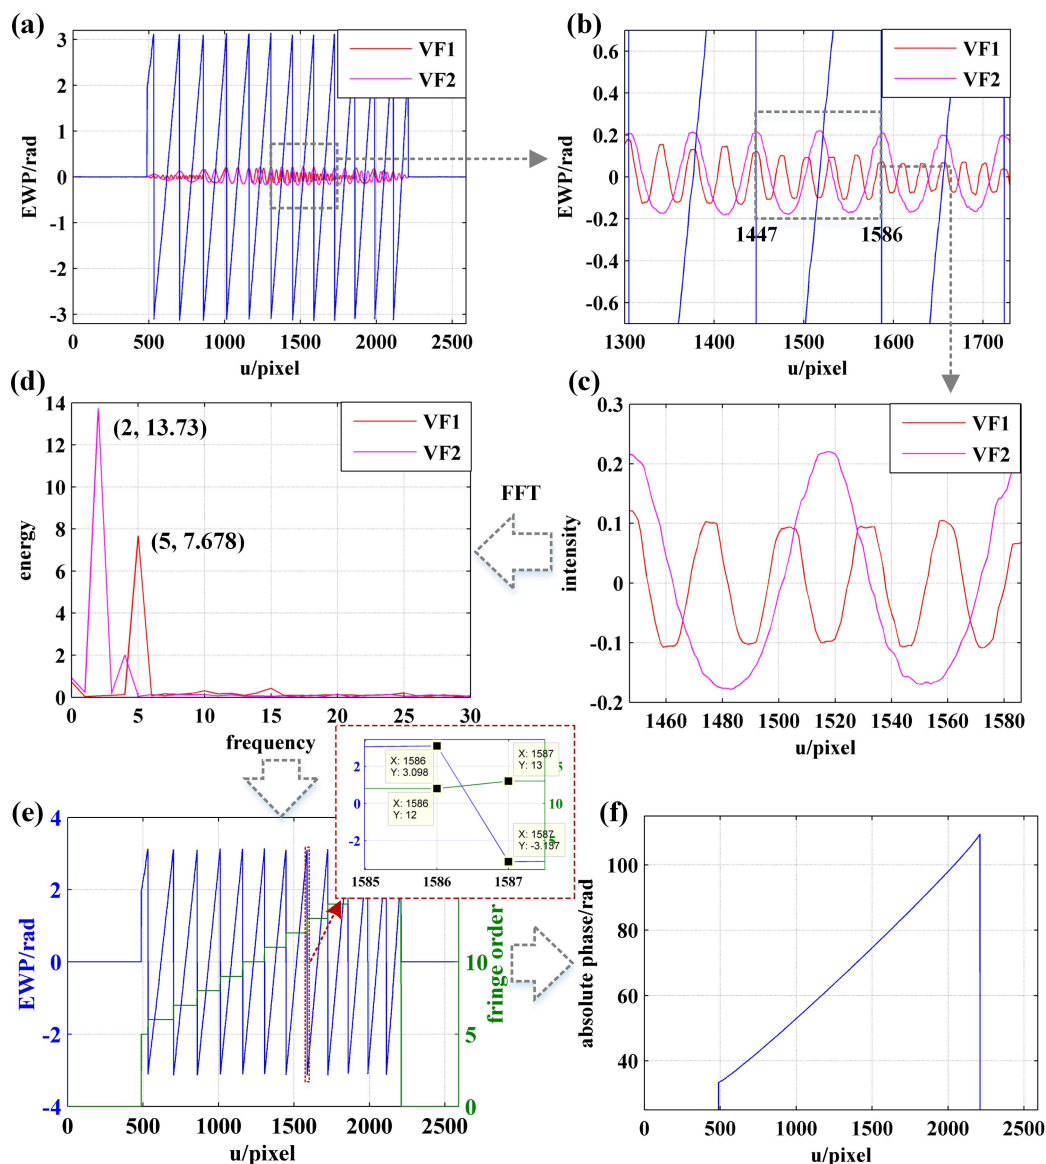 (a)
VF1
VF2
EWP/rad
3
2
1
0
-1
-2
-3
0 500 1000 1500 2000 2500
u/pixel
(b)
VF1
VF2
EWP/rad
0.6
0.4
0.2
0
-0.2
-0.4
-0.6
1447 1586
1300 1400 1500 1600 1700
u/pixel
(d)
VF1
VF2
(2, 13.73)
(5, 7.678)
energy
14
12
10
8
6
4
2
0
0 5 10 15 20 25 30
frequency
FFT
(c)
VF1
VF2
intensity
0.3
0.2
0.1
0
-0.1
-0.2
1460 1480 1500 1520 1540 1560 1580
u/pixel
(e)
EWP/rad
4
2
0
-2
-4
0 500 1000 1500 2000 2500
u/pixel
fringe order
10
5
0
2
0
-2
X: 1586
Y: 3.098
X: 1587
Y: 13
X: 1586
Y: 12
X: 1587
Y: -3.137
5
10
1585 1586 1587
(f)
absolute phase/rad
100
80
60
40
0 500 1000 1500 2000 2500
u/pixel